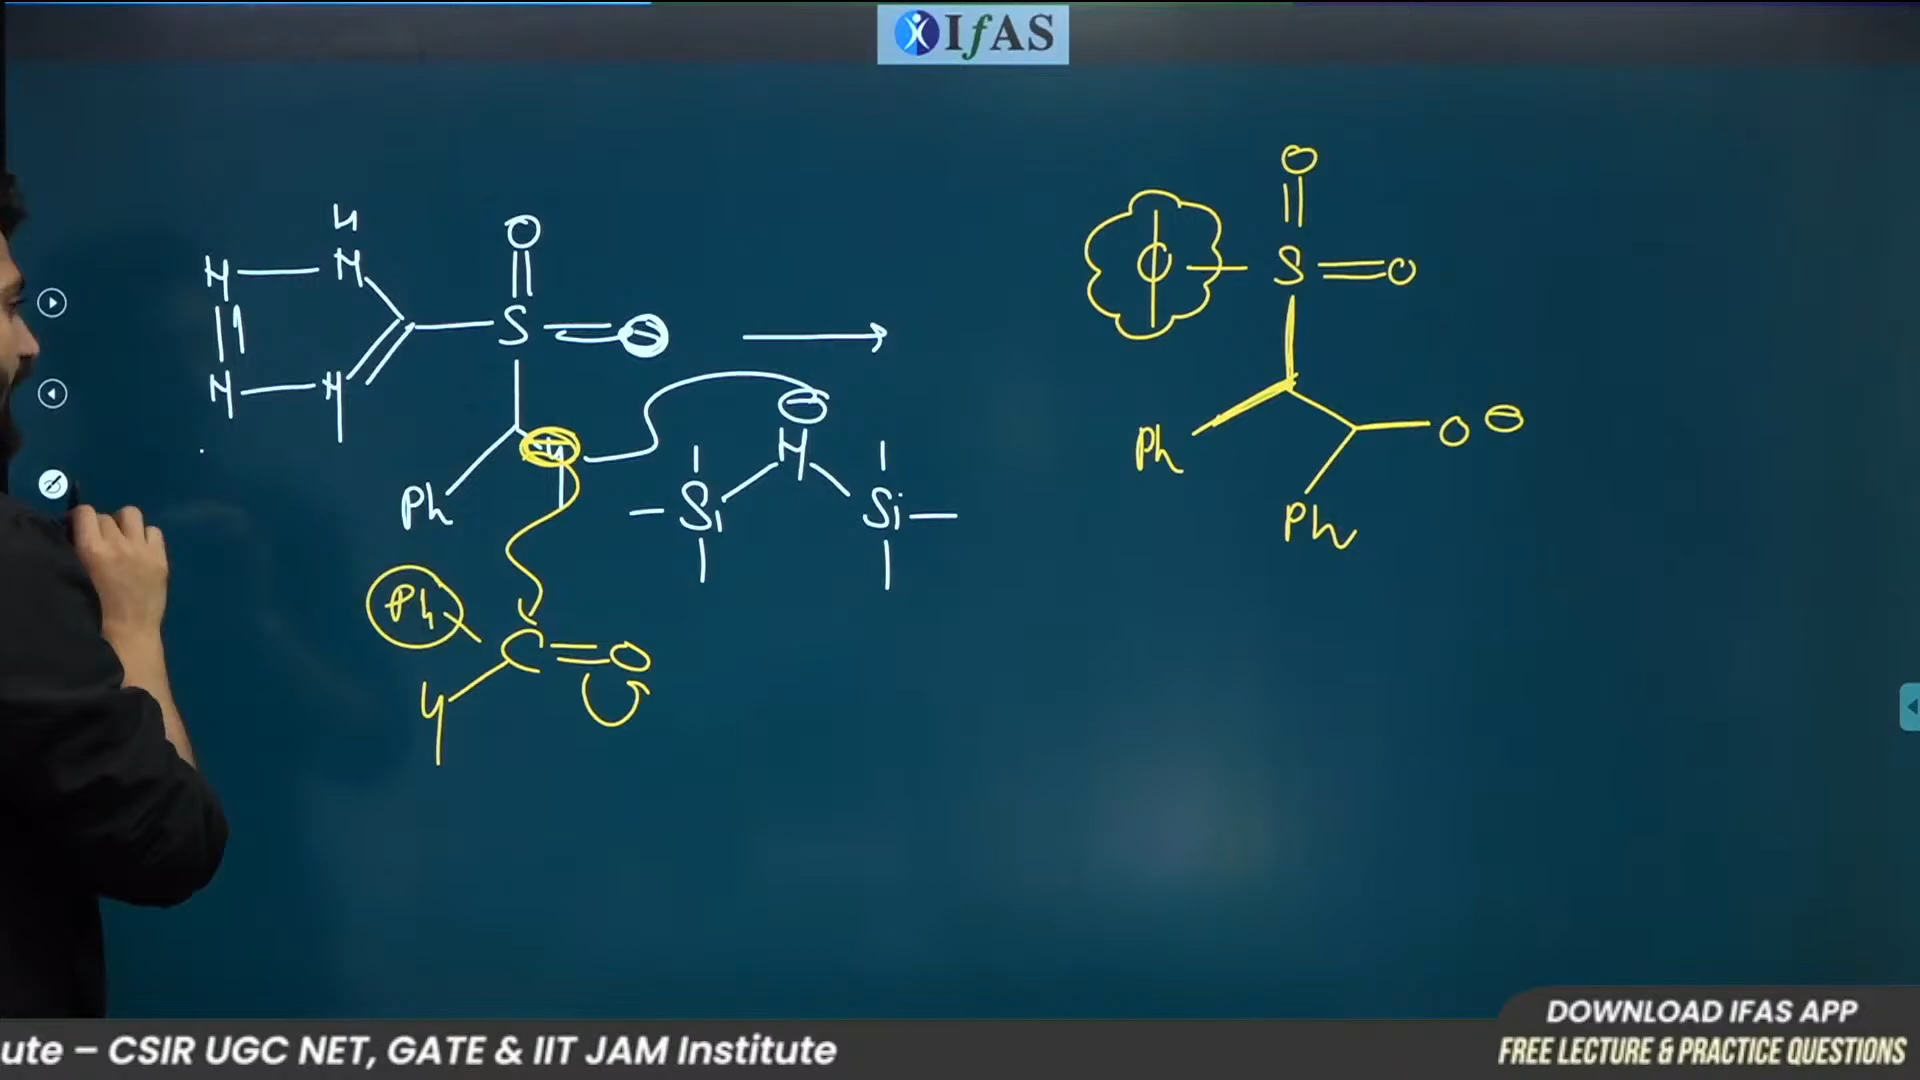 IfAS
O
H
N
N
N
N
S
O
Ph
N
Si
Si
Ph
C=O
H
O
S=O
Ph
O
Ph
ute – CSIR UGC NET, GATE & IIT JAM Institute
DOWNLOAD IFAS APP
FREE LECTURE & PRACTICE QUESTIONS